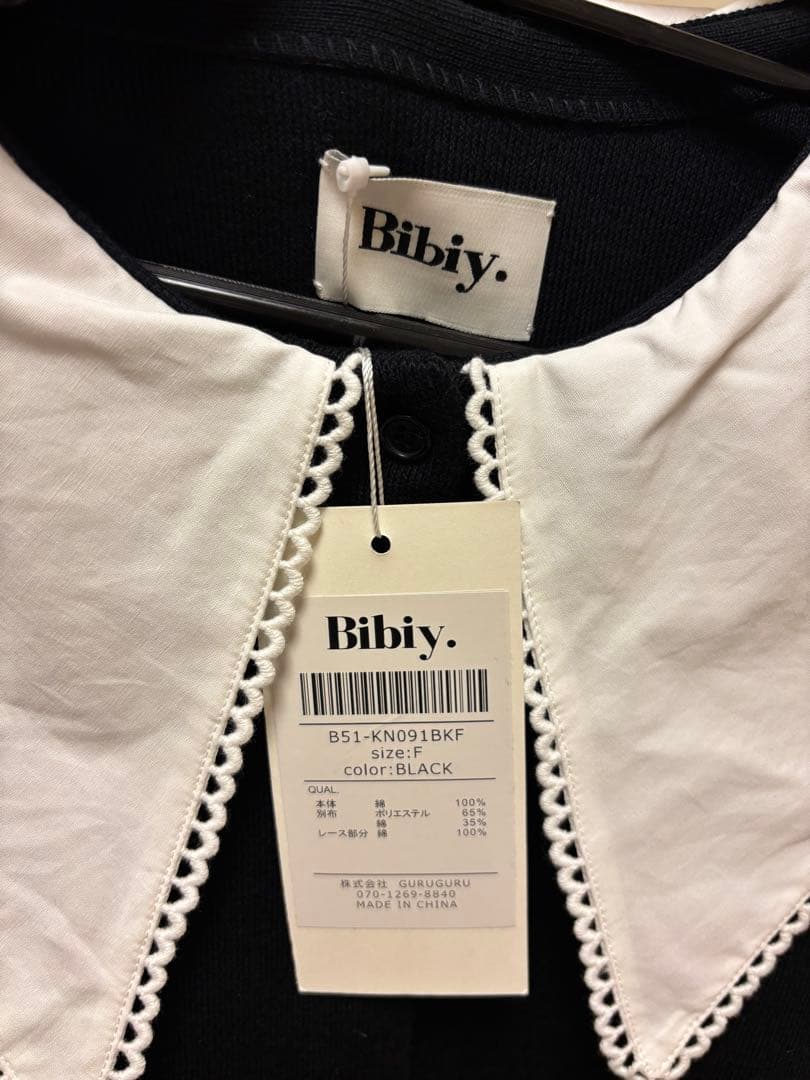 Bibiy.
Bibiy.
B51-KN091BKF
size:F
color:BLACK
QUAL.
本体 綿 100%
別布 ポリエステル 65%
綿 35%
レース部分 綿 100%
株式会社 GURUGURU
070-1269-8840
MADE IN CHINA